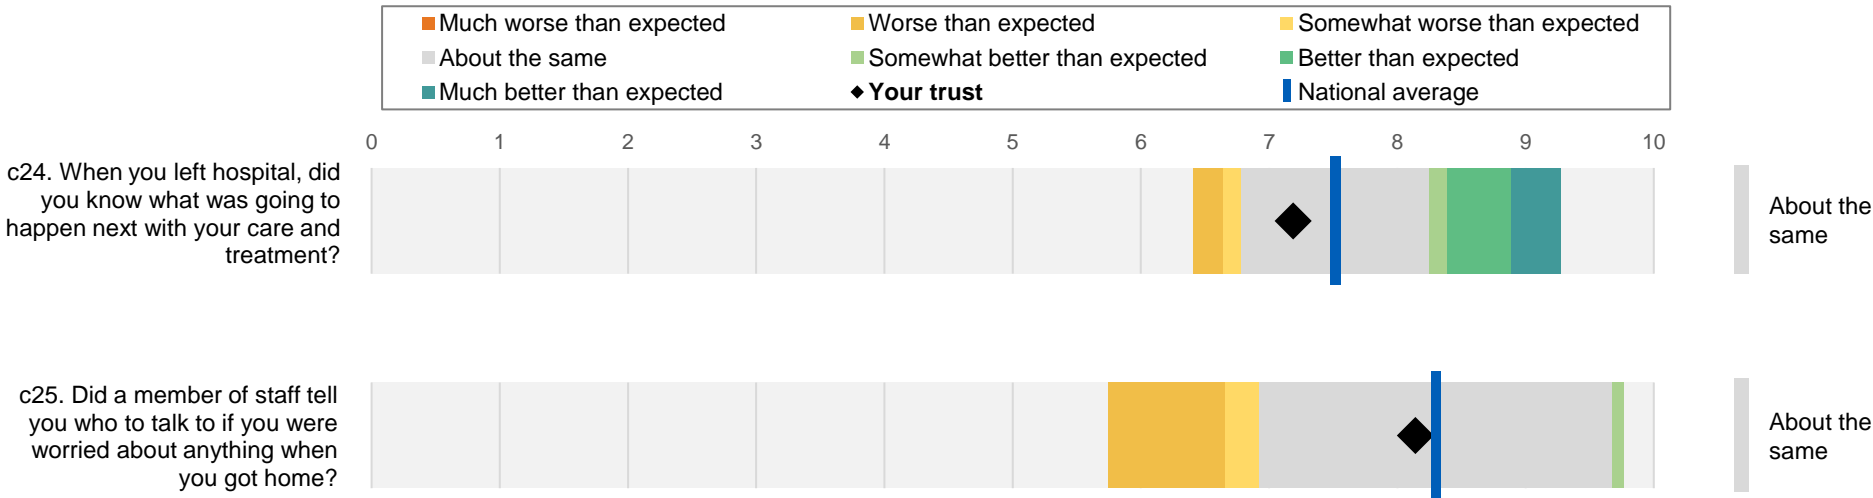 Much worse than expected
Worse than expected
Somewhat worse than expected
About the same
Somewhat better than expected
Better than expected
Much better than expected
Your trust
National average
0 1 2 3 4 5 6 7 8 9 10
c24. When you left hospital, did
you know what was going to
happen next with your care and
treatment?
About the
same
c25. Did a member of staff tell
you who to talk to if you were
worried about anything when
you got home?
About the
same